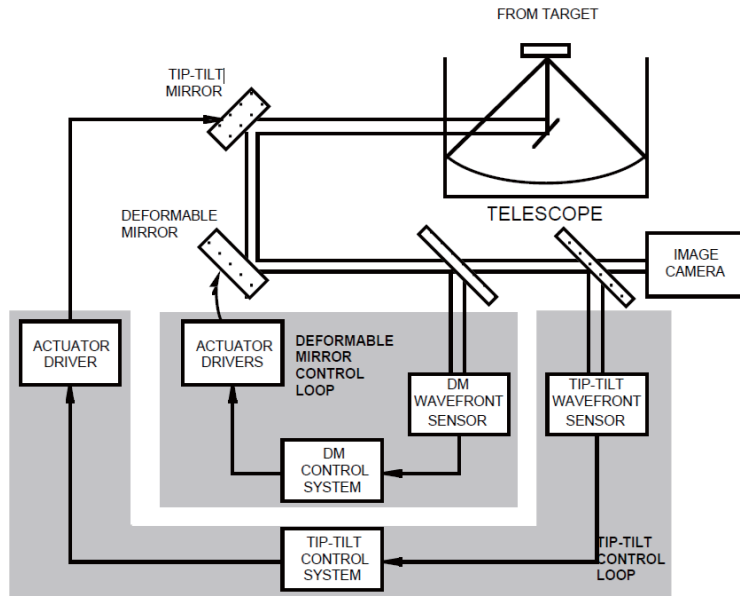 FROM TARGET
TIP-TILT
MIRROR
TELESCOPE
DEFORMABLE
MIRROR
IMAGE
CAMERA
ACTUATOR
DRIVER
ACTUATOR
DRIVERS
DEFORMABLE
MIRROR
CONTROL
LOOP
DM
WAVEFRONT
SENSOR
TIP-TILT
WAVEFRONT
SENSOR
DM
CONTROL
SYSTEM
TIP-TILT
CONTROL
SYSTEM
TIP-TILT
CONTROL
LOOP